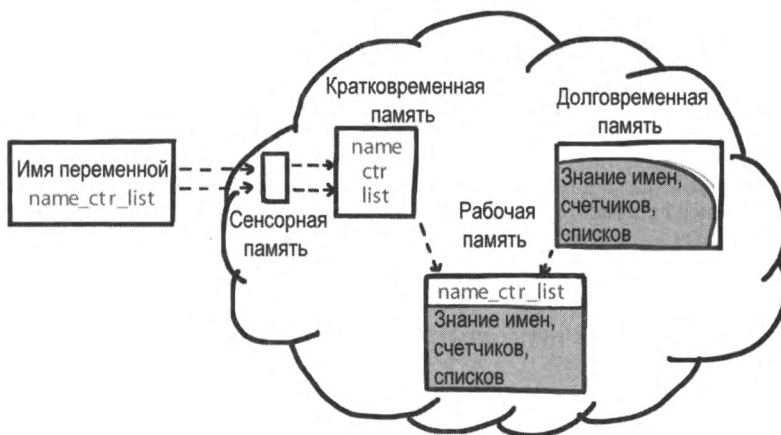 Имя переменной
name_ctr_list
Сенсорная
память
Кратковременная
память
name
ctr
list
Долговременная
память
Знание имен,
счетчиков,
списков
Рабочая
память
name_ctr_list
Знание имен,
счетчиков,
списков